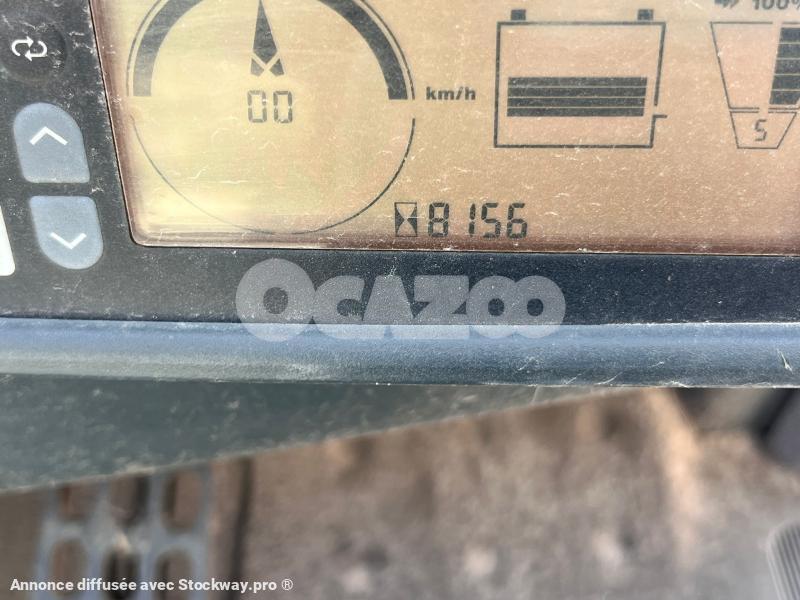 100%
00 km/h
5
8156
OCAZOO
Annonce diffusée avec Stockway.pro ®